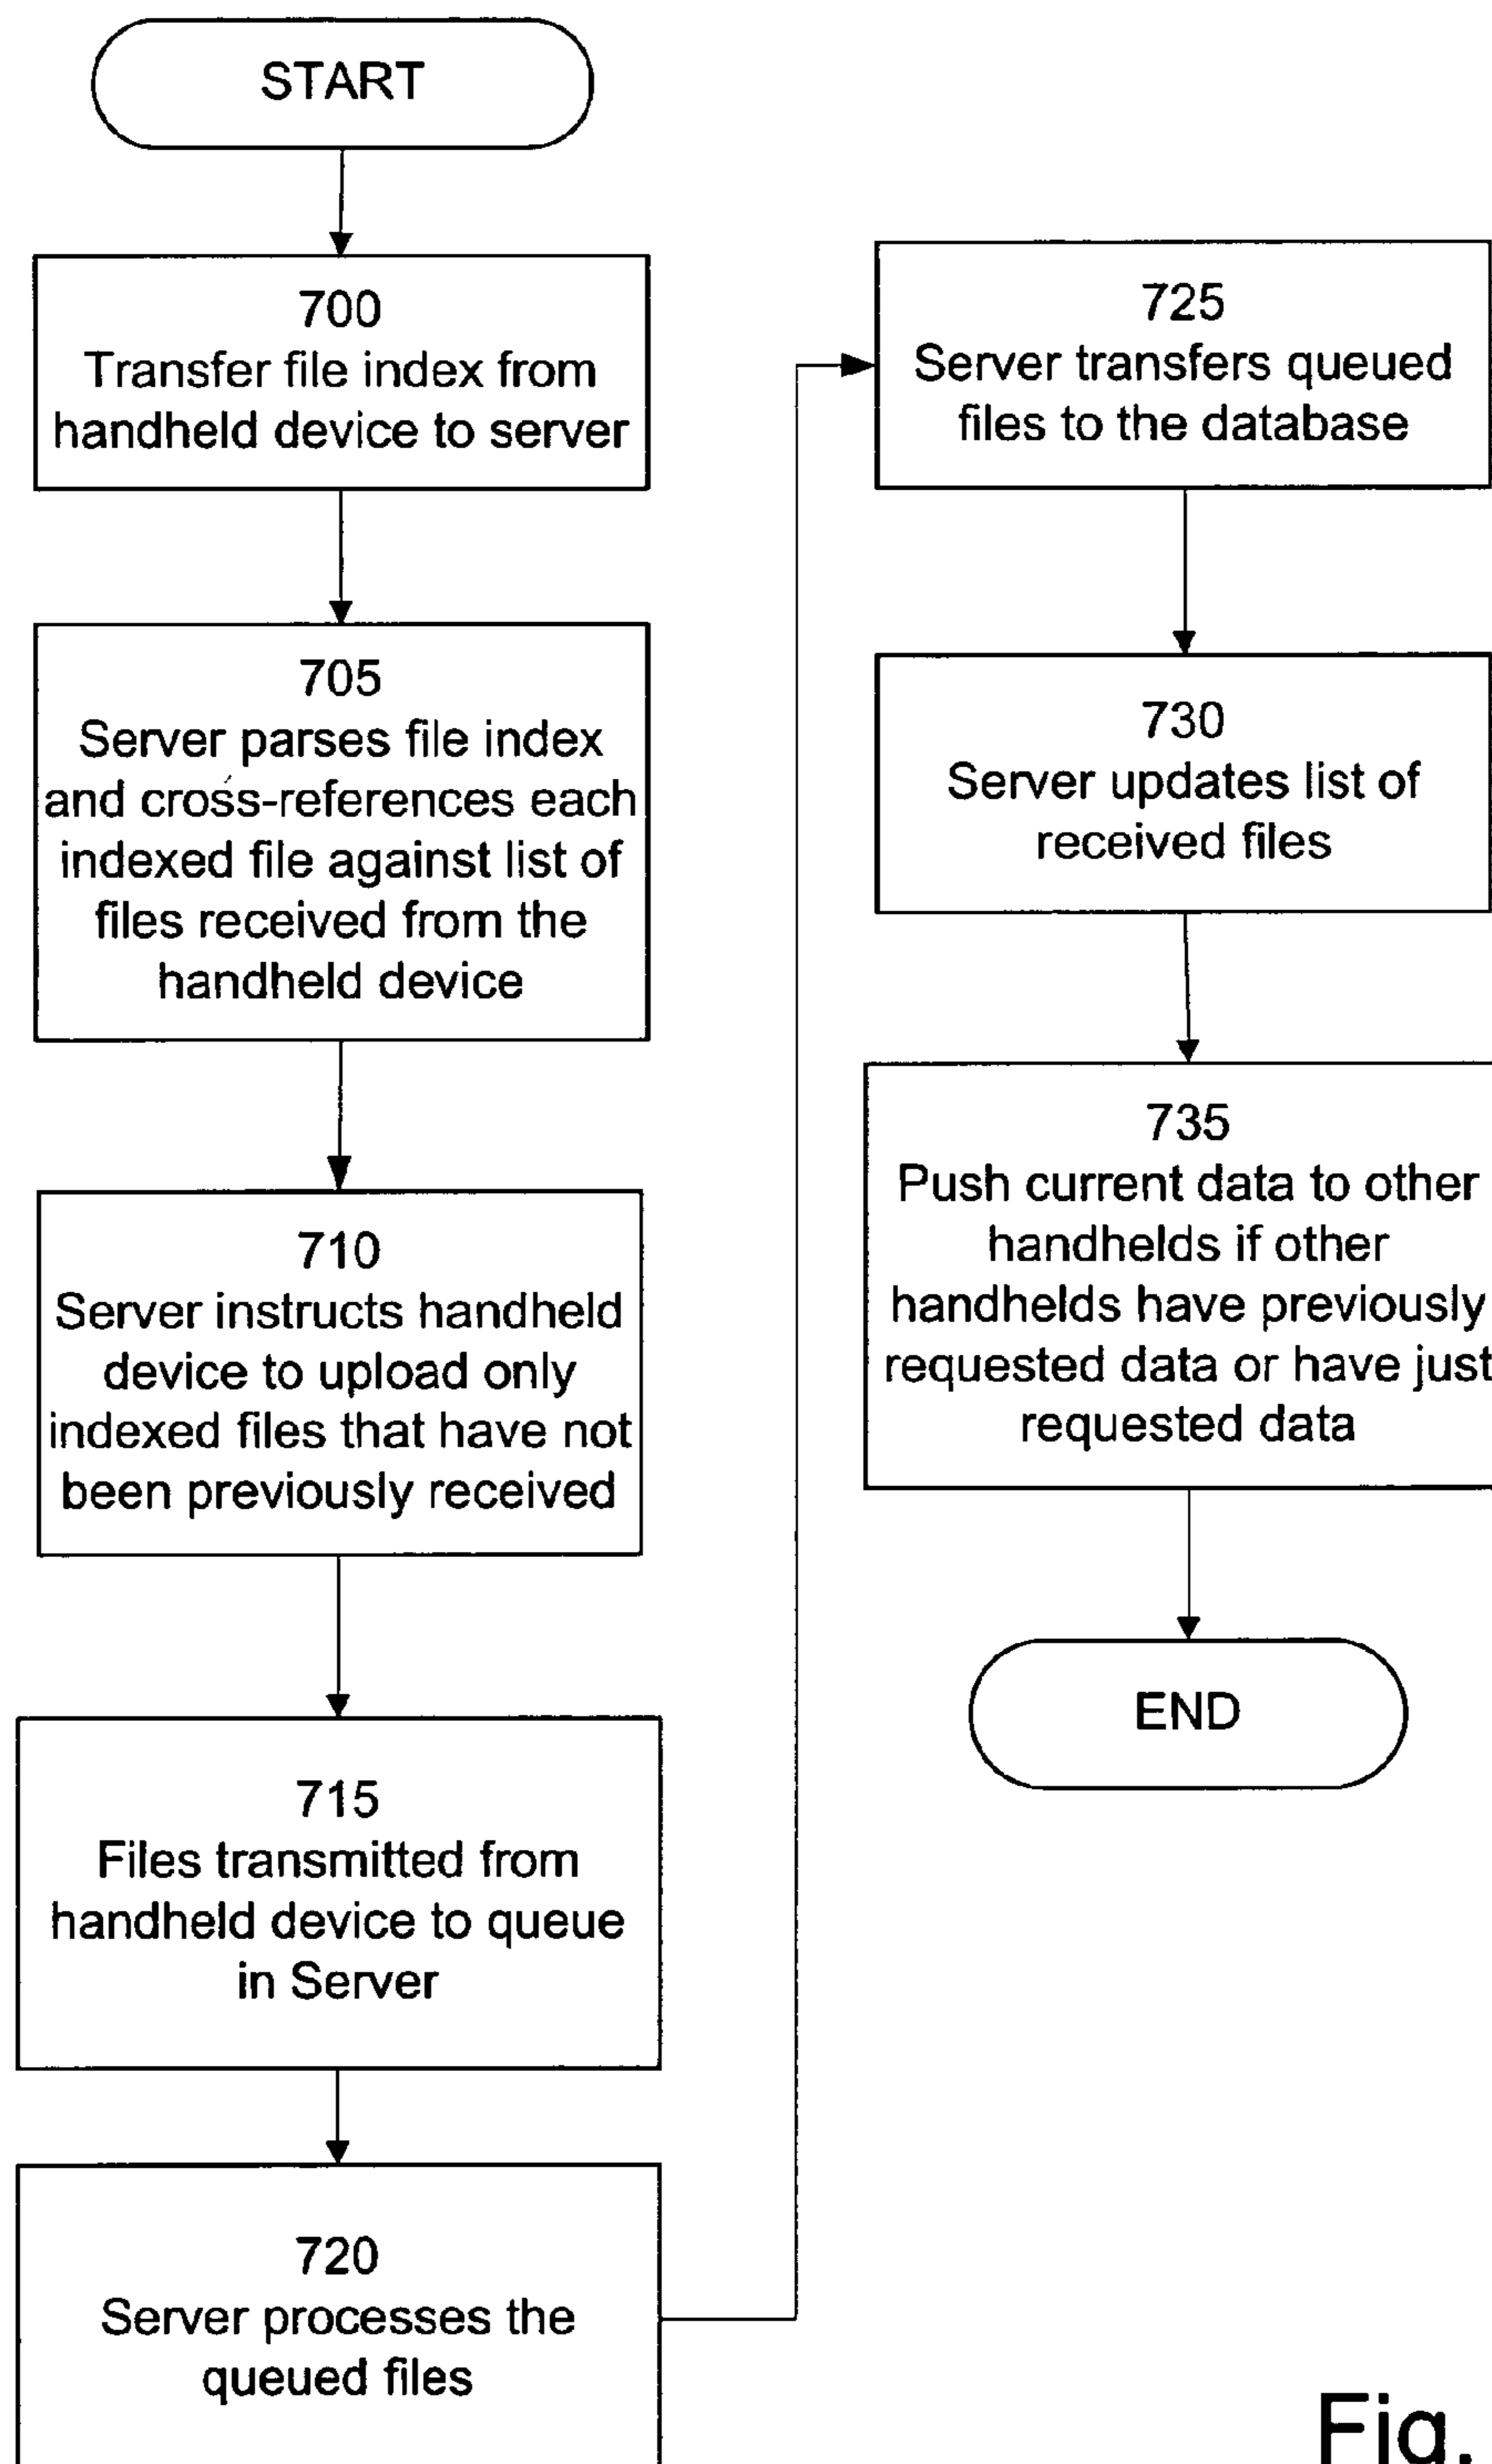 START
700
Transfer file index from
handheld device to server
705
Server parses file index
and cross-references each
indexed file against list of
files received from the
handheld device
710
Server instructs handheld
device to upload only
indexed files that have not
been previously received
715
Files transmitted from
handheld device to queue
in Server
720
Server processes the
queued files
725
Server transfers queued
files to the database
730
Server updates list of
received files
735
Push current data to other
handhelds if other
handhelds have previously
requested data or have just
requested data
END
Fig.